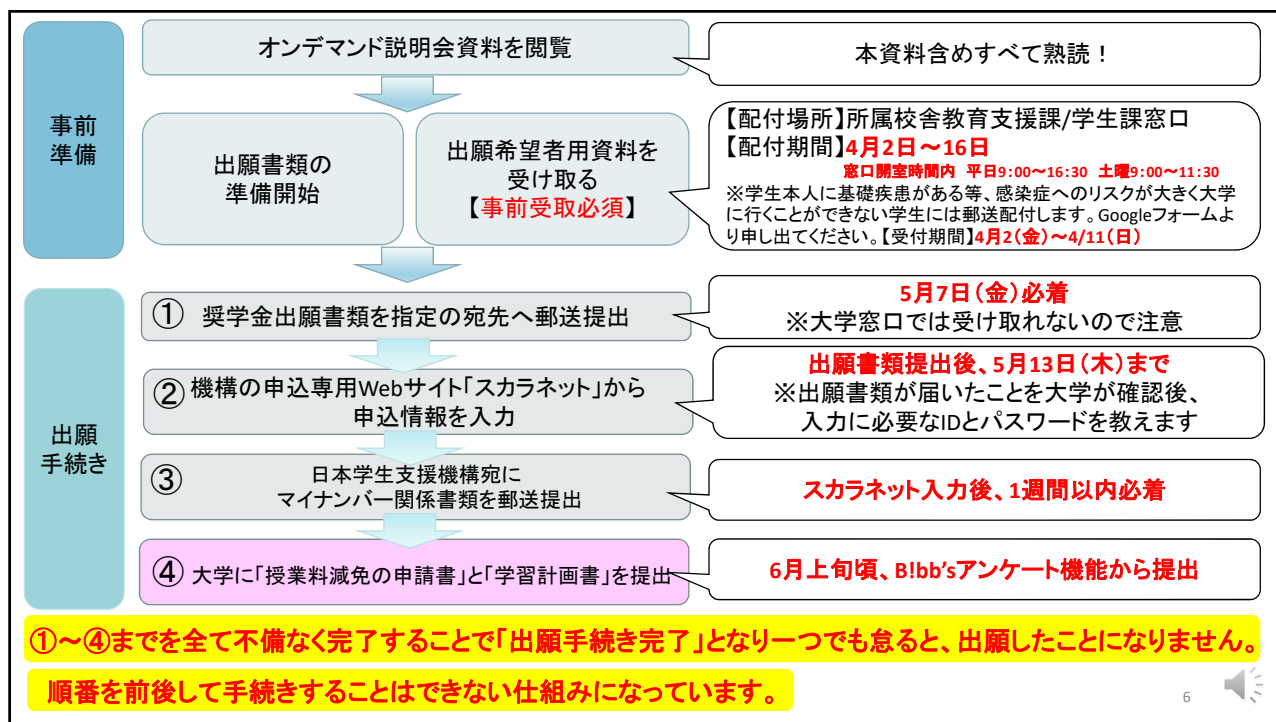 事前
準備
オンデマンド説明会資料を閲覧
本資料含めすべて熟読！
出願書類の
準備開始
出願希望者用資料を
受け取る
【事前受取必須】
【配付場所】所属校舎教育支援課/学生課窓口
【配付期間】4月2日～16日
窓口開室時間内 平日9:00～16:30 土曜9:00～11:30
※学生本人に基礎疾患がある等、感染症へのリスクが大きく大学
に行くことができない学生には郵送配付します。Googleフォームよ
り申し出てください。【受付期間】4月2(金)～4/11(日)
出願
手続き
① 奨学金出願書類を指定の宛先へ郵送提出
5月7日(金)必着
※大学窓口では受け取れないので注意
② 機構の申込専用Webサイト「スカラネット」から
申込情報を入力
出願書類提出後、5月13日(木)まで
※出願書類が届いたことを大学が確認後、
入力に必要なIDとパスワードを教えます
③ 日本学生支援機構宛に
マイナンバー関係書類を郵送提出
スカラネット入力後、1週間以内必着
④ 大学に「授業料減免の申請書」と「学習計画書」を提出
6月上旬頃、B!bb'sアンケート機能から提出
①～④までを全て不備なく完了することで「出願手続き完了」となり一つでも怠ると、出願したことになりません。
順番を前後して手続きすることはできない仕組みになっています。
6